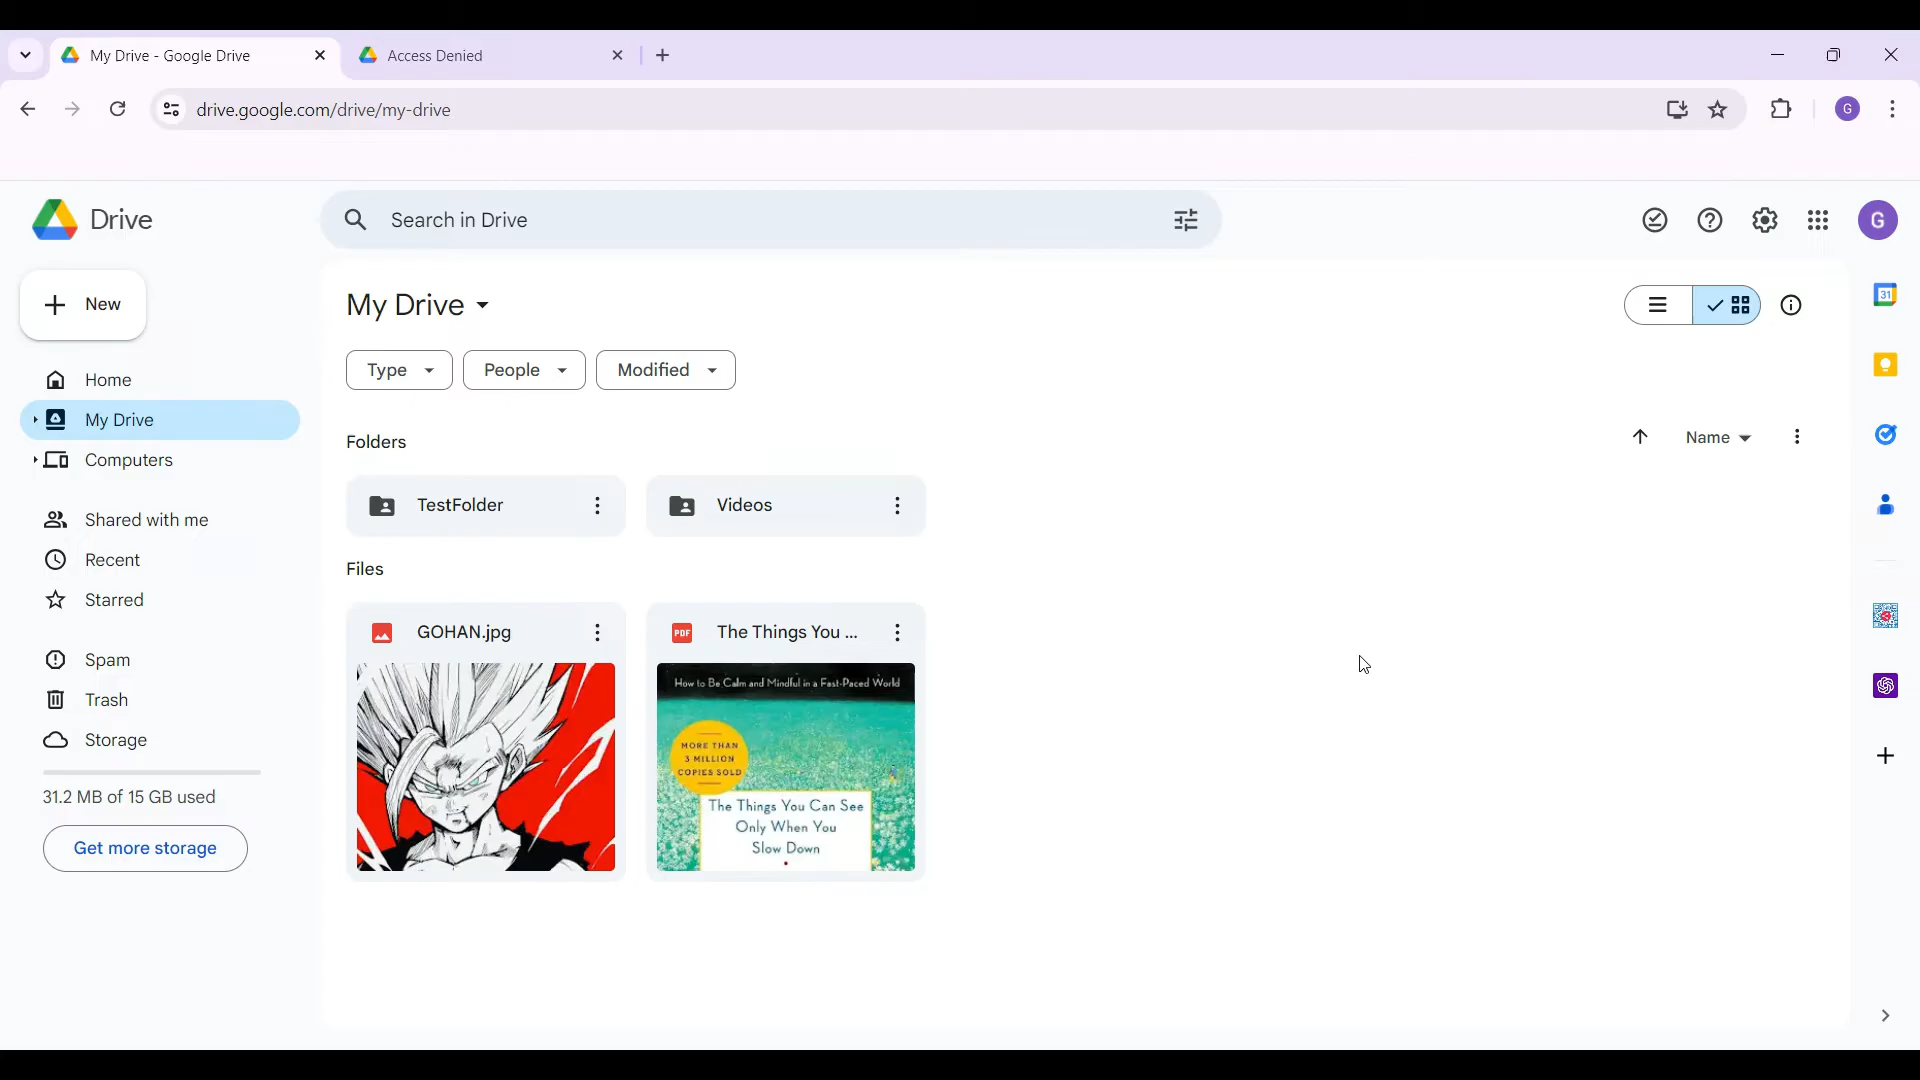 My Drive - Google Drive
Access Denied
drive.google.com/drive/my-drive
G
Drive
Search in Drive
G
New
My Drive
31
Type
People
Modified
Home
My Drive
Computers
Folders
Name
TestFolder
Videos
Shared with me
Recent
Starred
Files
GOHAN.jpg
PDF
The Things You ...
Spam
Trash
Storage
How to Be Calm and Mindful in a Fast-Paced World
MORE THAN
3 MILLION
COPIES SOLD
The Things You Can See
Only When You
Slow Down
31.2 MB of 15 GB used
Get more storage